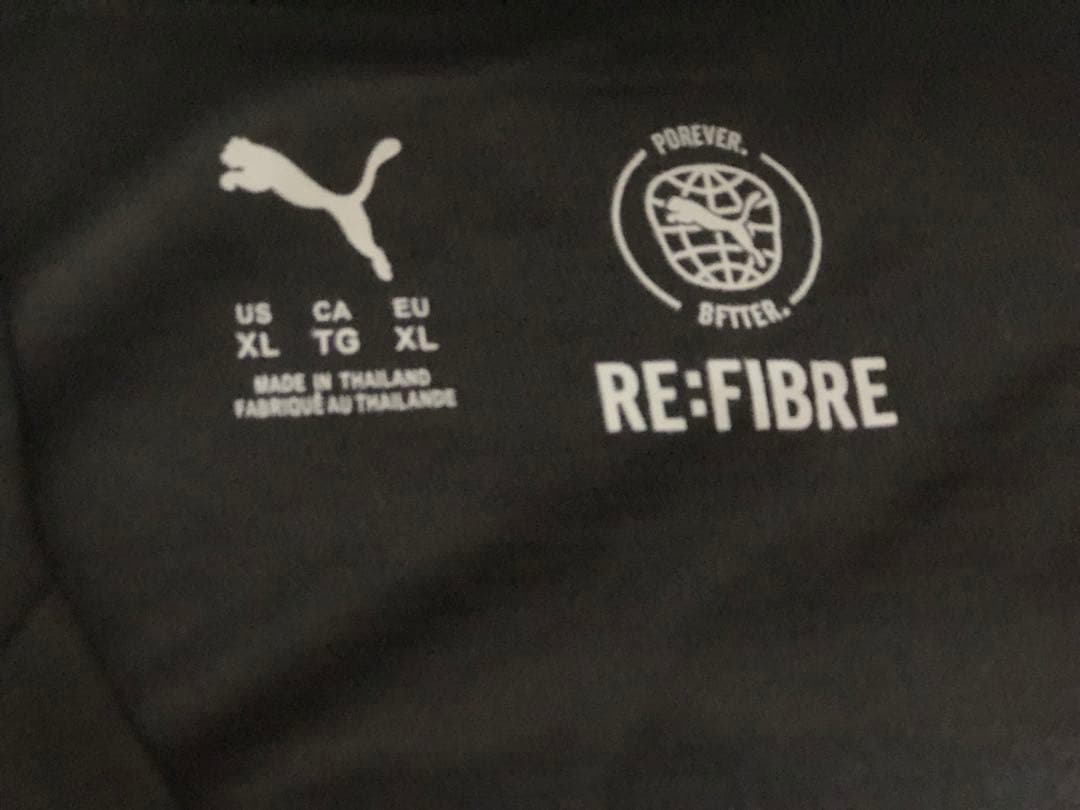 US CA EU
XL TG XL
MADE IN THAILAND
FABRIQUÉ AU THAILANDE
FOREVER.
BETTER.
RE:FIBRE